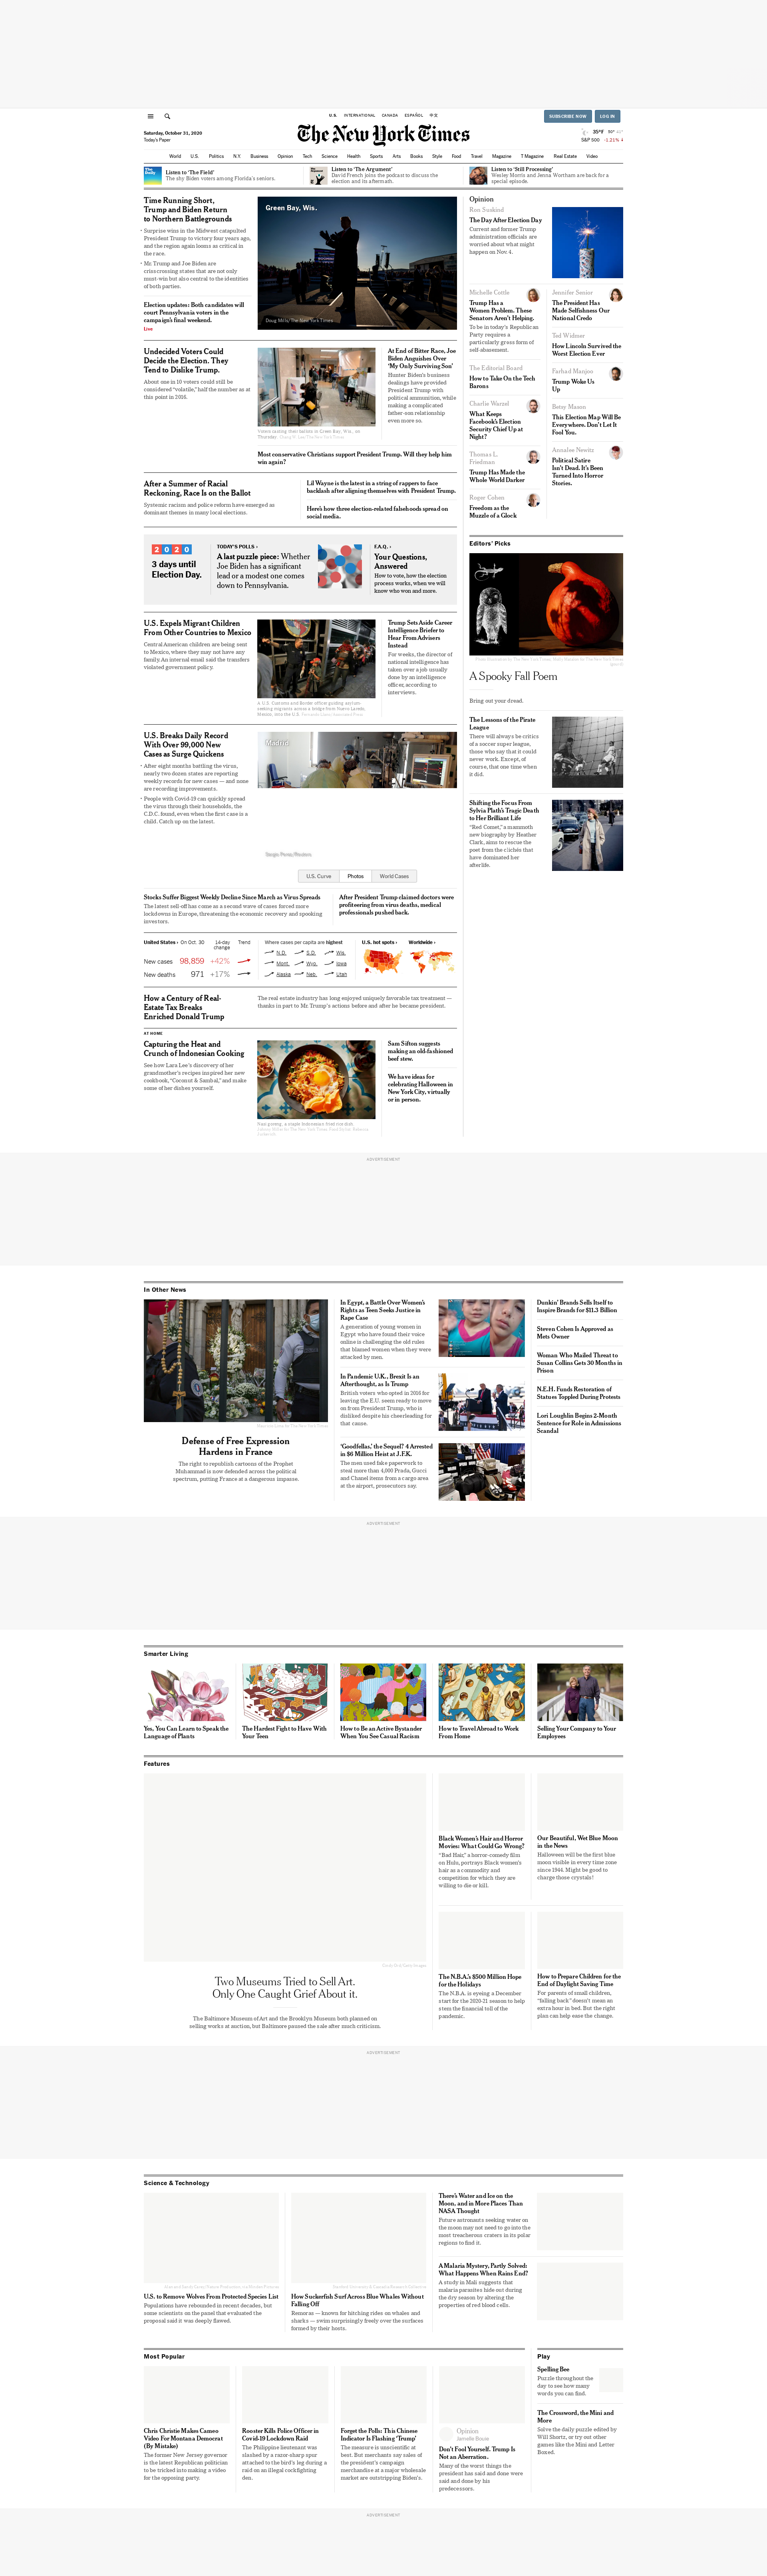 U.S.
INTERNATIONAL
CANADA
ESPAÑOL
中文
SUBSCRIBE NOW
LOG IN
Saturday, October 31, 2020
Today's Paper
The New York Times
35°F
S&P 500 -1.21%
World
U.S.
Politics
N.Y.
Business
Opinion
Tech
Science
Health
Sports
Arts
Books
Style
Food
Travel
Magazine
T Magazine
Real Estate
Video
Listen to 'The Field'
The shy Biden voters among Florida's seniors.
Listen to 'The Argument'
David French joins the podcast to discuss the
election and its aftermath.
Listen to 'Still Processing'
Wesley Morris and Jenna Wortham are back for a
special episode.
Time Running Short,
Trump and Biden Return
to Northern Battlegrounds
Surprise wins in the Midwest catapulted
President Trump to victory four years ago,
and the region again looms as critical in
the race.
Mr. Trump and Joe Biden are
crisscrossing states that are not only
must-win but also central to the identities
of both parties.
Election updates: Both candidates will
court Pennsylvania voters in the
campaign's final weekend.
Live
Green Bay, Wis.
Doug Mills/The New York Times
Undecided Voters Could
Decide the Election. They
Tend to Dislike Trump.
About one in 10 voters could still be
considered "volatile," half the number as at
this point in 2016.
Voters casting their ballots in Green Bay, Wis., on
Thursday.
At End of Bitter Race, Joe
Biden Anguishes Over
'My Only Surviving Son'
Hunter Biden's business
dealings have provided
President Trump with
political ammunition, while
making a complicated
father-son relationship
even more so.
Most conservative Christians support President Trump. Will they help him
win again?
After a Summer of Racial
Reckoning, Race Is on the Ballot
Systemic racism and police reform have emerged as
dominant themes in many local elections.
Lil Wayne is the latest in a string of rappers to face
backlash after aligning themselves with President Trump.
Here's how three election-related falsehoods spread on
social media.
2020
3 days until
Election Day.
TODAY'S POLLS ›
A last puzzle piece: Whether
Joe Biden has a significant
lead or a modest one comes
down to Pennsylvania.
F.A.Q. ›
Your Questions,
Answered
How to vote, how the election
process works, when we will
know who won and more.
U.S. Expels Migrant Children
From Other Countries to Mexico
Central American children are being sent
to Mexico, where they may not have any
family. An internal email said the transfers
violated government policy.
A U.S. Customs and Border officer guiding asylum-
seeking migrants across a bridge from Nuevo Laredo,
Mexico, into the U.S.
Trump Sets Aside Career
Intelligence Briefer to
Hear From Advisers
Instead
For weeks, the director of
national intelligence has
taken over a job usually
done by an intelligence
officer, according to
interviews.
U.S. Breaks Daily Record
With Over 99,000 New
Cases as Surge Quickens
After eight months battling the virus,
nearly two dozen states are reporting
weekly records for new cases — and none
are recording improvements.
People with Covid-19 can quickly spread
the virus through their households, the
C.D.C. found, even when the first case is a
child. Catch up on the latest.
Madrid
Sergio Perez/Reuters
U.S. Curve
Photos
World Cases
Stocks Suffer Biggest Weekly Decline Since March as Virus Spreads
The latest sell-off has come as a second wave of cases forced more
lockdowns in Europe, threatening the economic recovery and spooking
investors.
After President Trump claimed doctors were
profiteering from virus deaths, medical
professionals pushed back.
United States › On Oct. 30
14-day
change
Trend
New cases 98,859 +42%
New deaths 971 +17%
Where cases per capita are highest
N.D.
S.D.
Wis.
Mont.
Wyo.
Iowa
Alaska
Neb.
Utah
U.S. hot spots ›
Worldwide ›
How a Century of Real-
Estate Tax Breaks
Enriched Donald Trump
The real estate industry has long enjoyed uniquely favorable tax treatment —
thanks in part to Mr. Trump's actions before and after he became president.
AT HOME
Capturing the Heat and
Crunch of Indonesian Cooking
See how Lara Lee's discovery of her
grandmother's recipes inspired her new
cookbook, "Coconut & Sambal," and make
some of her dishes yourself.
Nasi goreng, a staple Indonesian fried rice dish.
Sam Sifton suggests
making an old-fashioned
beef stew.
We have ideas for
celebrating Halloween in
New York City, virtually
or in person.
Opinion
Ron Suskind
The Day After Election Day
Current and former Trump
administration officials are
worried about what might
happen on Nov. 4.
Michelle Cottle
Trump Has a
Women Problem. These
Senators Aren't Helping.
To be in today's Republican
Party requires a
particularly gross form of
self-abasement.
The Editorial Board
How to Take On the Tech
Barons
Charlie Warzel
What Keeps
Facebook's Election
Security Chief Up at
Night?
Thomas L.
Friedman
Trump Has Made the
Whole World Darker
Roger Cohen
Freedom as the
Muzzle of a Glock
Jennifer Senior
The President Has
Made Selfishness Our
National Credo
Ted Widmer
How Lincoln Survived the
Worst Election Ever
Farhad Manjoo
Trump Woke Us
Up
Betsy Mason
This Election Map Will Be
Everywhere. Don't Let It
Fool You.
Annalee Newitz
Political Satire
Isn't Dead. It's Been
Turned Into Horror
Stories.
Editors' Picks
A Spooky Fall Poem
Bring out your dread.
The Lessons of the Pirate
League
There will always be critics
of a soccer super league,
those who say that it could
never work. Except, of
course, that one time when
it did.
Shifting the Focus From
Sylvia Plath's Tragic Death
to Her Brilliant Life
"Red Comet," a mammoth
new biography by Heather
Clark, aims to rescue the
poet from the clichés that
have dominated her
afterlife.
ADVERTISEMENT
In Other News
Defense of Free Expression
Hardens in France
The right to republish cartoons of the Prophet
Muhammad is now defended across the political
spectrum, putting France at a dangerous impasse.
In Egypt, a Battle Over Women's
Rights as Teen Seeks Justice in
Rape Case
A generation of young women in
Egypt who have found their voice
online is challenging the old rules
that blamed women when they were
attacked by men.
In Pandemic U.K., Brexit Is an
Afterthought, as Is Trump
British voters who opted in 2016 for
leaving the E.U. seem ready to move
on from President Trump, who is
disliked despite his cheerleading for
that cause.
'Goodfellas,' the Sequel? 4 Arrested
in $6 Million Heist at J.F.K.
The men used fake paperwork to
steal more than 4,000 Prada, Gucci
and Chanel items from a cargo area
at the airport, prosecutors say.
Dunkin' Brands Sells Itself to
Inspire Brands for $11.3 Billion
Steven Cohen Is Approved as
Mets Owner
Woman Who Mailed Threat to
Susan Collins Gets 30 Months in
Prison
N.E.H. Funds Restoration of
Statues Toppled During Protests
Lori Loughlin Begins 2-Month
Sentence for Role in Admissions
Scandal
ADVERTISEMENT
Smarter Living
Yes, You Can Learn to Speak the
Language of Plants
The Hardest Fight to Have With
Your Teen
How to Be an Active Bystander
When You See Casual Racism
How to Travel Abroad to Work
From Home
Selling Your Company to Your
Employees
Features
Two Museums Tried to Sell Art.
Only One Caught Grief About it.
The Baltimore Museum of Art and the Brooklyn Museum both planned on
selling works at auction, but Baltimore paused the sale after much criticism.
Black Women's Hair and Horror
Movies: What Could Go Wrong?
"Bad Hair," a horror-comedy film
on Hulu, portrays Black women's
hair as a commodity and
competition for which they are
willing to die or kill.
Our Beautiful, Wet Blue Moon
in the News
Halloween will be the first blue
moon visible in every time zone
since 1944. Might be good to
charge those crystals!
The N.B.A.'s $500 Million Hope
for the Holidays
The N.B.A. is eyeing a December
start for the 2020-21 season to help
stem the financial toll of the
pandemic.
How to Prepare Children for the
End of Daylight Saving Time
For parents of small children,
"falling back" doesn't mean an
extra hour in bed. But the right
plan can help ease the change.
ADVERTISEMENT
Science & Technology
U.S. to Remove Wolves From Protected Species List
Populations have rebounded in recent decades, but
some scientists on the panel that evaluated the
proposal said it was deeply flawed.
How Suckerfish Surf Across Blue Whales Without
Falling Off
Remoras — known for hitching rides on whales and
sharks — swim surprisingly freely over the surfaces
formed by their hosts.
There's Water and Ice on the
Moon, and in More Places Than
NASA Thought
Future astronauts seeking water on
the moon may not need to go into the
most treacherous craters in its polar
regions to find it.
A Malaria Mystery, Partly Solved:
What Happens When Rains End?
A study in Mali suggests that
malaria parasites hide out during
the dry season by altering the
properties of red blood cells.
Most Popular
Chris Christie Makes Cameo
Video For Montana Democrat
(By Mistake)
The former New Jersey governor
is the latest Republican politician
to be tricked into making a video
for the opposing party.
Rooster Kills Police Officer in
Covid-19 Lockdown Raid
The Philippine lieutenant was
slashed by a razor-sharp spur
attached to the bird's leg during a
raid on an illegal cockfighting
den.
Forget the Polls: This Chinese
Indicator Is Flashing 'Trump'
The measure is unscientific at
best. But merchants say sales of
the president's campaign
merchandise at a major wholesale
market are outstripping Biden's.
Opinion
Jamelle Bouie
Don't Fool Yourself. Trump Is
Not an Aberration.
Many of the worst things the
president has said and done were
said and done by his
predecessors.
Play
Spelling Bee
Puzzle throughout the
day to see how many
words you can find.
The Crossword, the Mini and
More
Solve the daily puzzle edited by
Will Shortz, or try out other
games like the Mini and Letter
Boxed.
ADVERTISEMENT